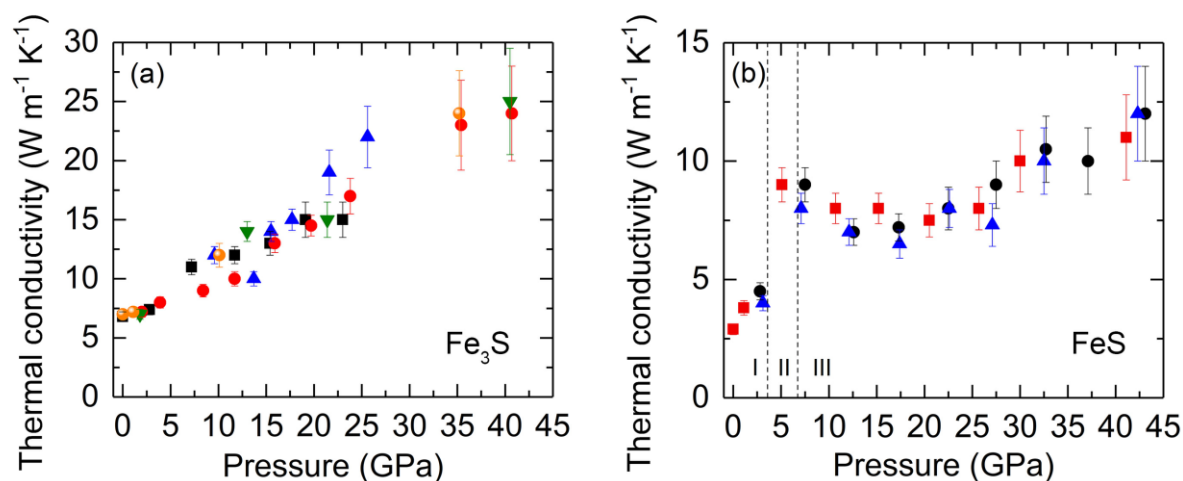 (a)
Thermal conductivity (W m⁻¹ K⁻¹)
30
25
20
15
10
5
0
Fe₃S
0 5 10 15 20 25 30 35 40 45
Pressure (GPa)
(b)
Thermal conductivity (W m⁻¹ K⁻¹)
15
10
5
0
I II III
FeS
0 5 10 15 20 25 30 35 40 45
Pressure (GPa)